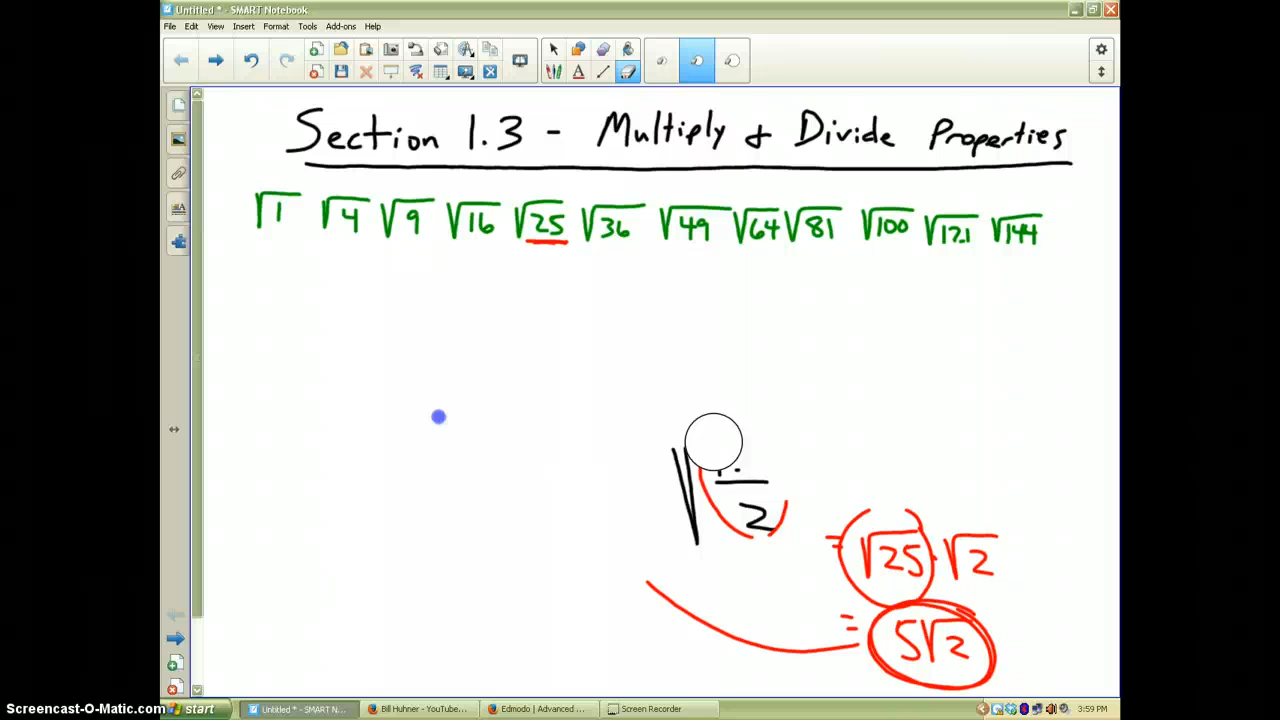 Untitled * - SMART Notebook
File Edit View Insert Format Tools Add-ons Help
Section 1.3 - Multiply & Divide Properties
√1 √4 √9 √16 √25 √36 √49 √64 √81 √100 √121 √144
2
= √25 · √2
= 5√2
Screencast-O-Matic.com
start Untitled * - SMART N... Bill Huhner - YouTube... Edmodo | Advanced ... Screen Recorder 3:59 PM